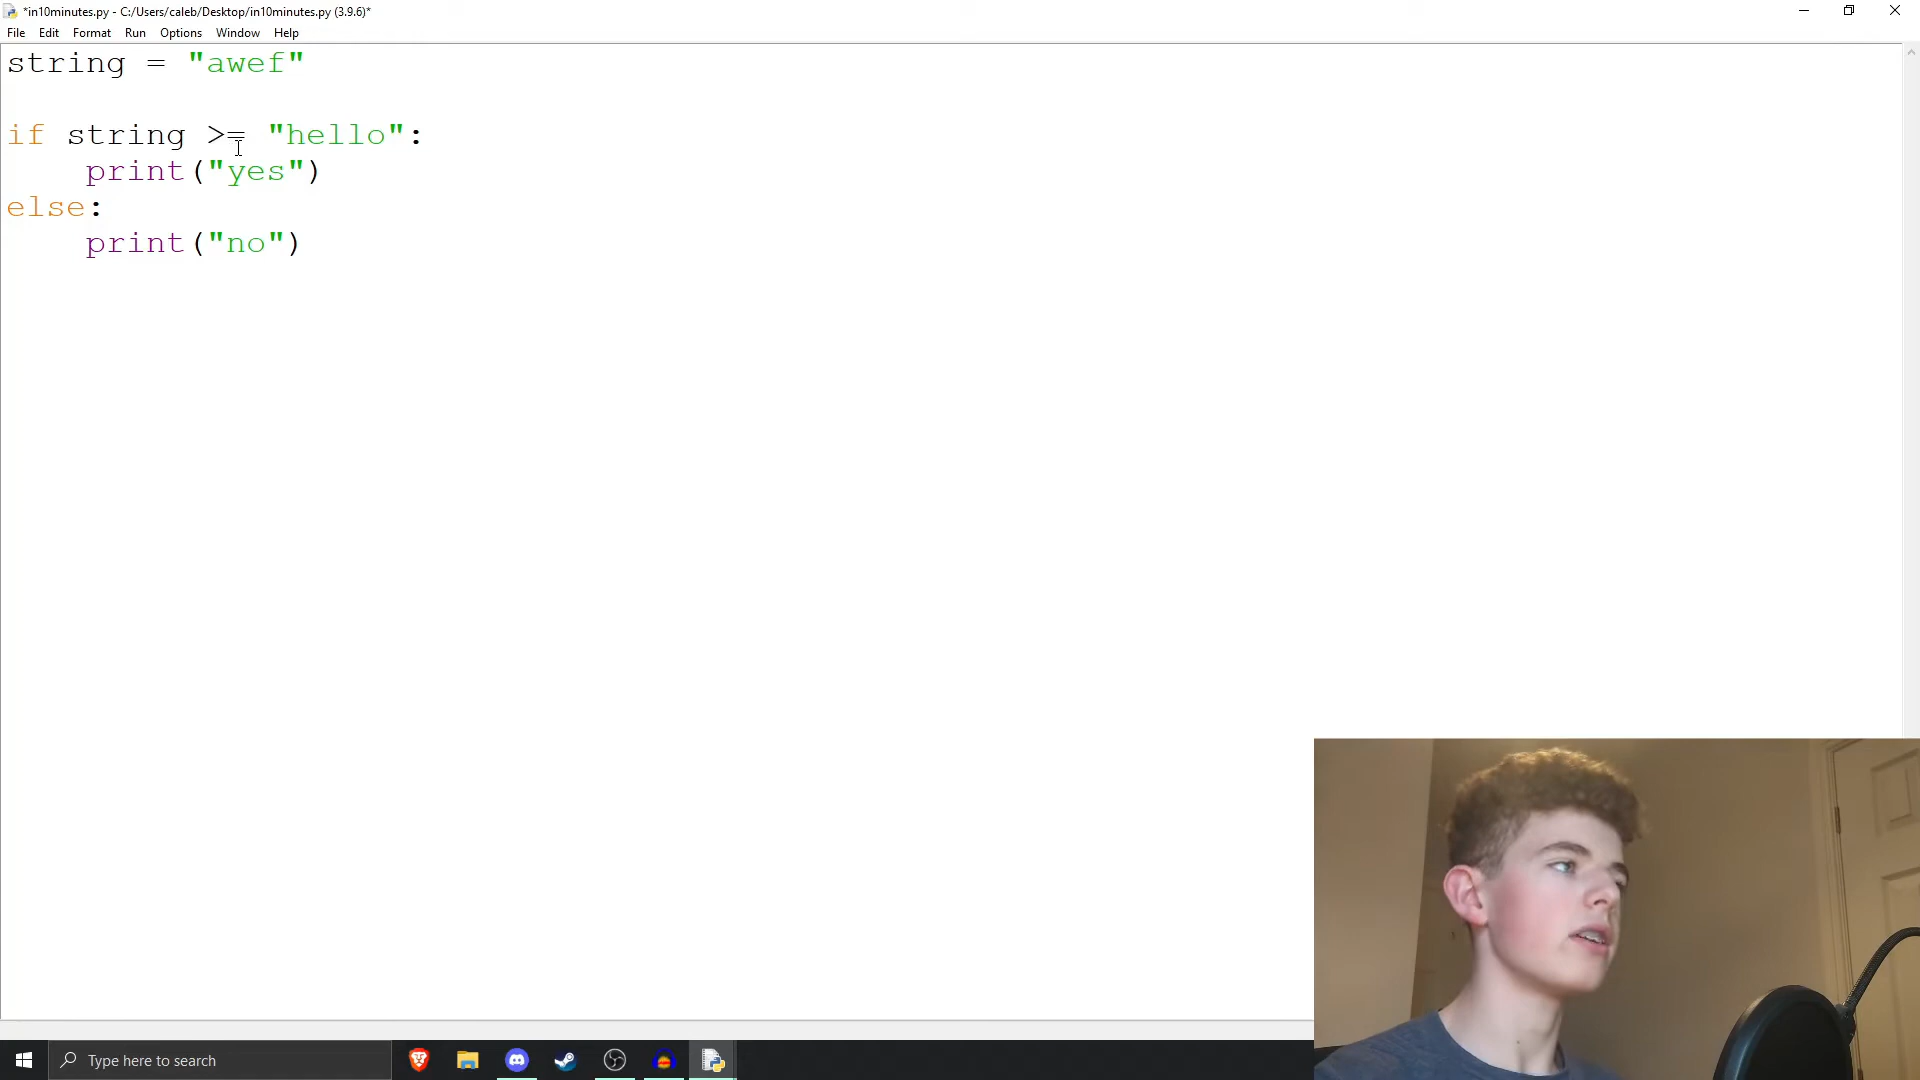 *in10minutes.py - C:/Users/caleb/Desktop/in10minutes.py (3.9.6)*
File Edit Format Run Options Window Help
string = "awef"
if string >= "hello":
    print("yes")
else:
    print("no")
Type here to search